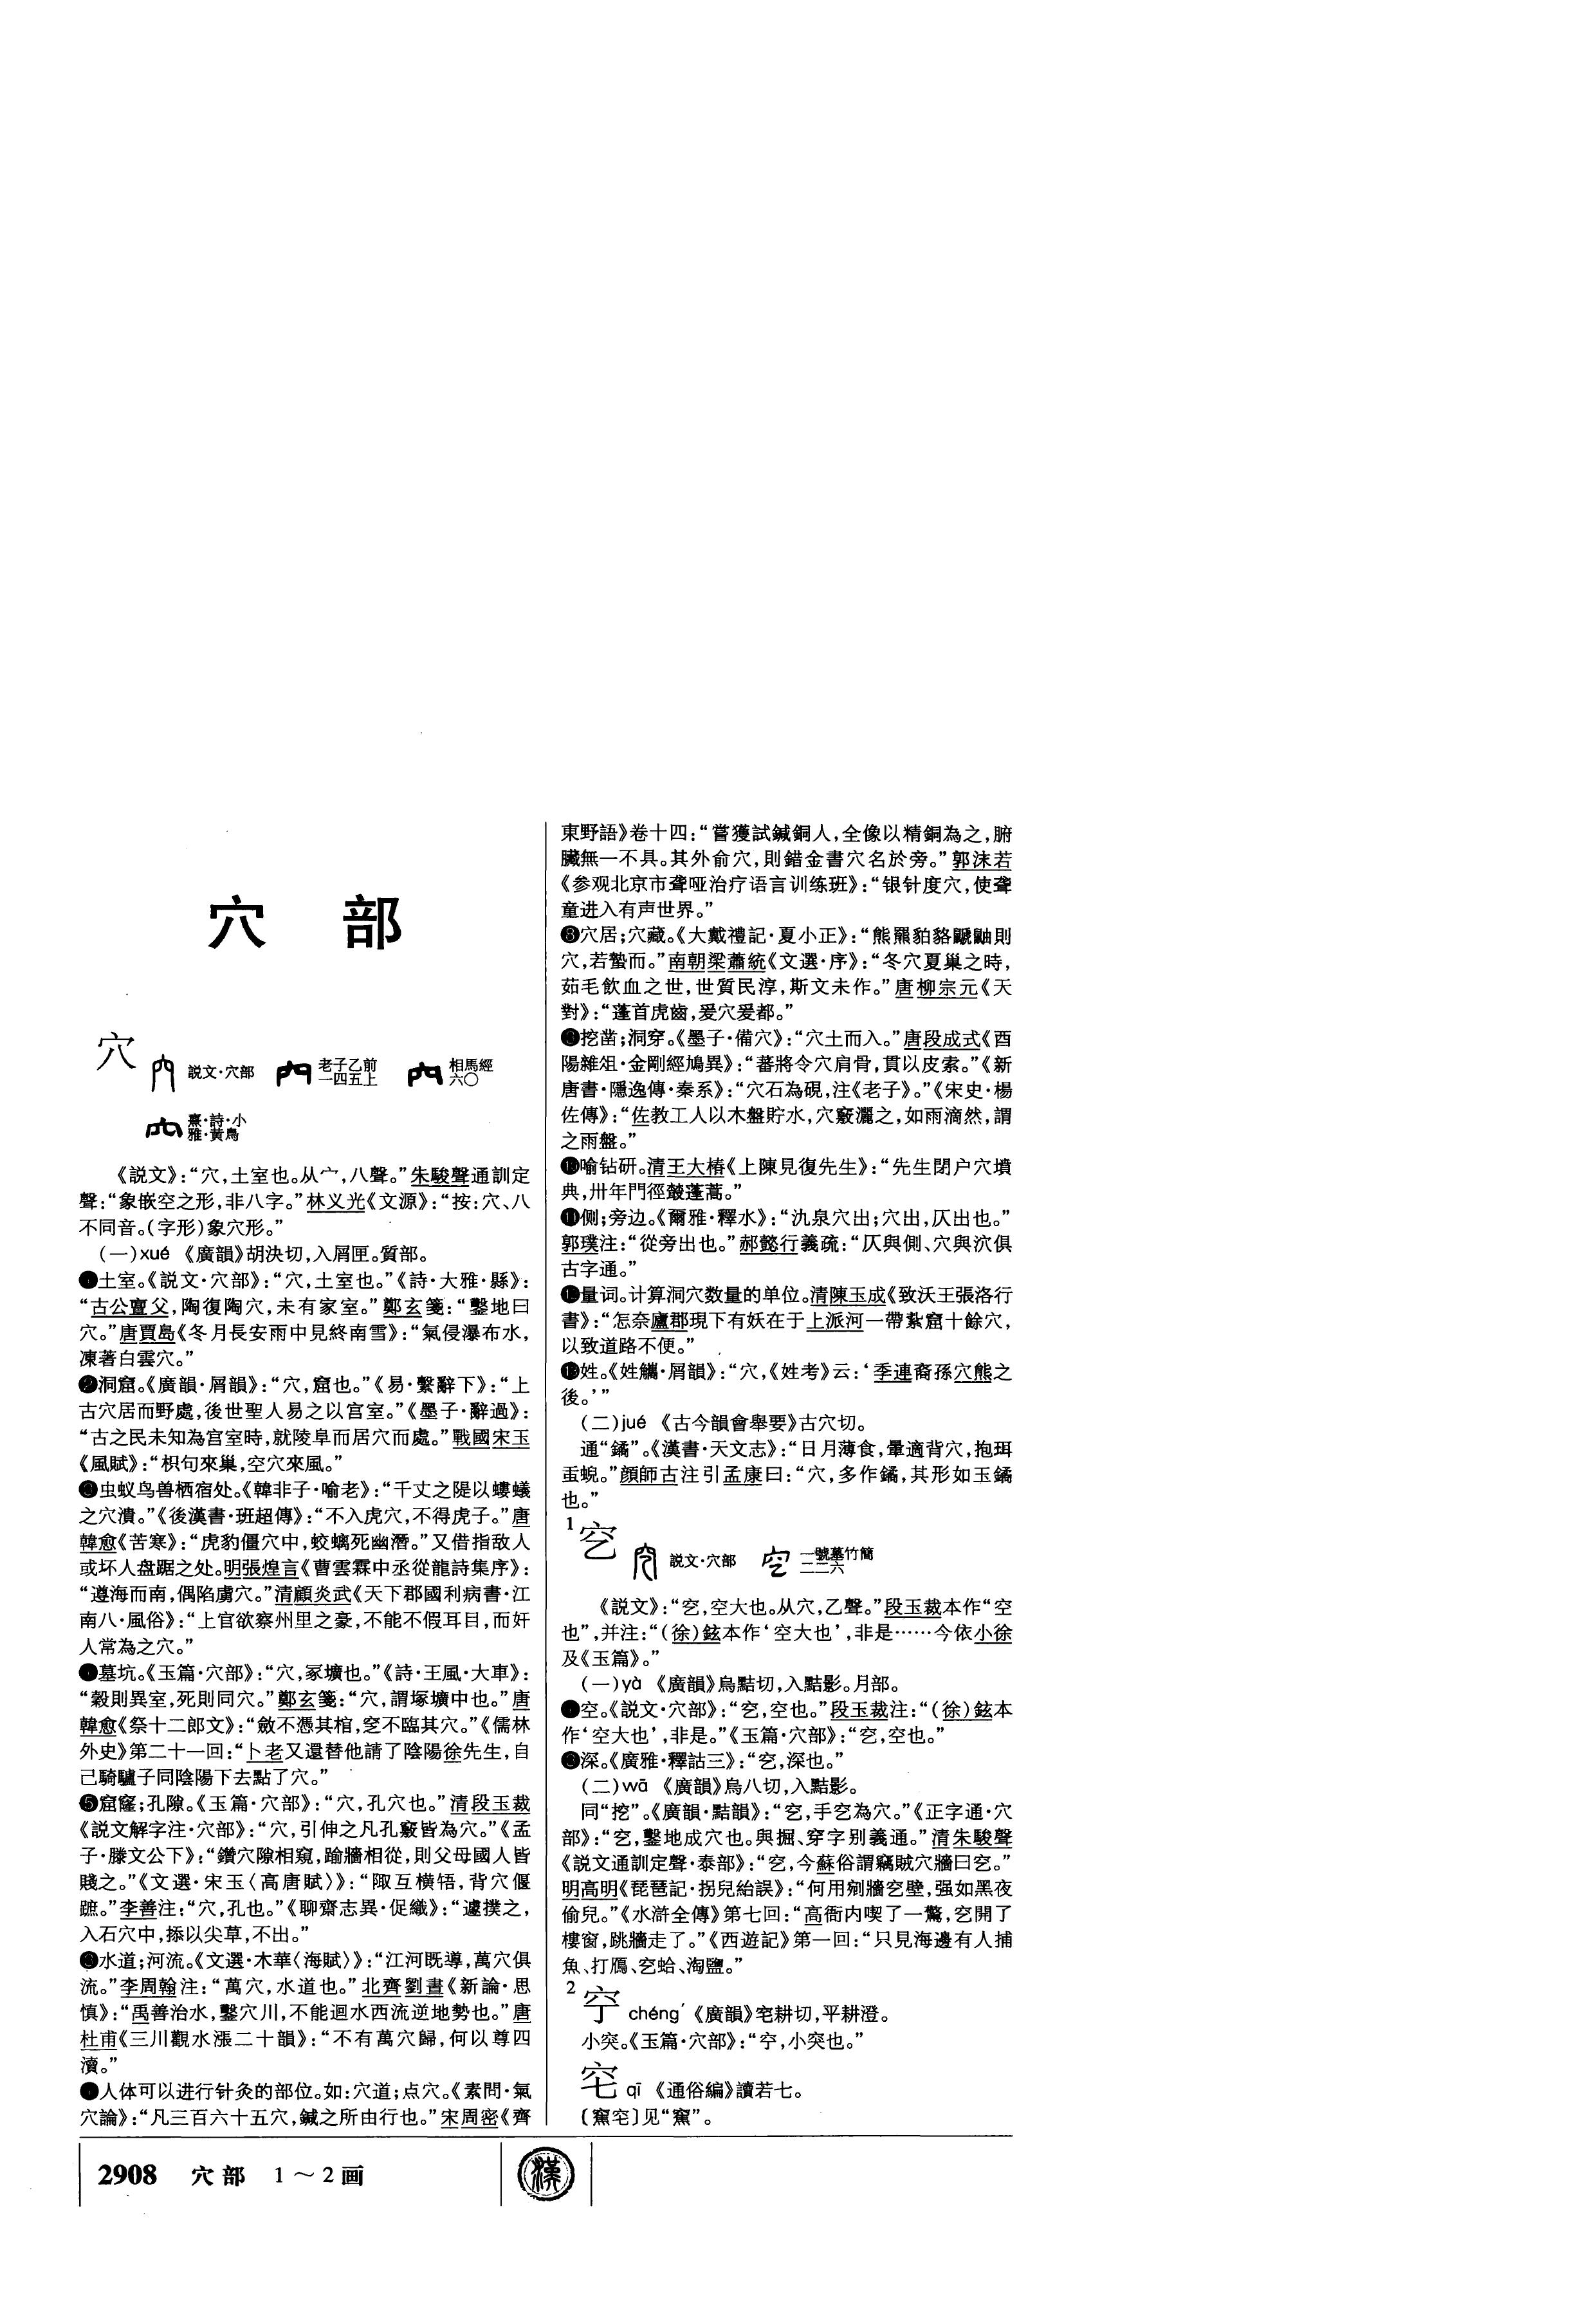 穴　部
穴
説文·穴部
老子乙前
一四五上
相馬經
六〇
熹·詩·小
雅·黄鳥
《説文》：“穴，土室也。从宀，八聲。”朱駿聲通訓定
聲：“象嵌空之形，非八字。”林义光《文源》：“按：穴、八
不同音。（字形）象穴形。”
（一）xué 《廣韻》胡決切，入屑匣。質部。
❶土室。《説文·穴部》：“穴，土室也。”《詩·大雅·緜》：
“古公亶父，陶復陶穴，未有家室。”鄭玄箋：“鑿地曰
穴。”唐賈島《冬月長安雨中見終南雪》：“氣侵瀑布水，
凍著白雲穴。”
❷洞窟。《廣韻·屑韻》：“穴，窟也。”《易·繫辭下》：“上
古穴居而野處，後世聖人易之以宫室。”《墨子·辭過》：
“古之民未知為宫室時，就陵阜而居穴而處。”戰國宋玉
《風賦》：“枳句來巢，空穴來風。”
❸虫蚁鸟兽栖宿处。《韓非子·喻老》：“千丈之隄以螻蟻
之穴潰。”《後漢書·班超傳》：“不入虎穴，不得虎子。”唐
韓愈《苦寒》：“虎豹僵穴中，蛟螭死幽潛。”又借指敌人
或坏人盘踞之处。明張煌言《曹雲霖中丞從龍詩集序》：
“遵海而南，偶陷虜穴。”清顧炎武《天下郡國利病書·江
南八·風俗》：“上官欲察州里之豪，不能不假耳目，而奸
人常為之穴。”
❹墓坑。《玉篇·穴部》：“穴，冢壙也。”《詩·王風·大車》：
“穀則異室，死則同穴。”鄭玄箋：“穴，謂塚壙中也。”唐
韓愈《祭十二郎文》：“斂不憑其棺，窆不臨其穴。”《儒林
外史》第二十一回：“卜老又還替他請了陰陽徐先生，自
己騎驢子同陰陽下去點了穴。”
❺窟窿；孔隙。《玉篇·穴部》：“穴，孔穴也。”清段玉裁
《説文解字注·穴部》：“穴，引伸之凡孔竅皆為穴。”《孟
子·滕文公下》：“鑽穴隙相窺，踰牆相從，則父母國人皆
賤之。”《文選·宋玉〈高唐賦〉》：“陬互横牾，背穴偃
蹠。”李善注：“穴，孔也。”《聊齋志異·促織》：“遽撲之，
入石穴中，掭以尖草，不出。”
❻水道；河流。《文選·木華〈海賦〉》：“江河既導，萬穴俱
流。”李周翰注：“萬穴，水道也。”北齊劉晝《新論·思
慎》：“禹善治水，鑿穴川，不能迴水西流逆地勢也。”唐
杜甫《三川觀水漲二十韻》：“不有萬穴歸，何以尊四
瀆。”
❼人体可以进行针灸的部位。如：穴道；点穴。《素問·氣
穴論》：“凡三百六十五穴，鍼之所由行也。”宋周密《齊
東野語》卷十四：“嘗獲試鍼銅人，全像以精銅為之，腑
臟無一不具。其外俞穴，則錯金書穴名於旁。”郭沫若
《参观北京市聋哑治疗语言训练班》：“银针度穴，使聋
童进入有声世界。”
❽穴居；穴藏。《大戴禮記·夏小正》：“熊羆貊貉鼶鼬則
穴，若蟄而。”南朝梁蕭統《文選·序》：“冬穴夏巢之時，
茹毛飲血之世，世質民淳，斯文未作。”唐柳宗元《天
對》：“蓬首虎齒，爰穴爰都。”
❾挖凿；洞穿。《墨子·備穴》：“穴土而入。”唐段成式《酉
陽雜俎·金剛經鳩異》：“蕃將令穴肩骨，貫以皮索。”《新
唐書·隱逸傳·秦系》：“穴石為硯，注《老子》。”《宋史·楊
佐傳》：“佐教工人以木盤貯水，穴竅灑之，如雨滴然，謂
之雨盤。”
❿喻钻研。清王大椿《上陳見復先生》：“先生閉户穴墳
典，卅年門徑鼓蓬蒿。”
⓫侧；旁边。《爾雅·釋水》：“氿泉穴出；穴出，仄出也。”
郭璞注：“從旁出也。”郝懿行義疏：“仄與側、穴與泬俱
古字通。”
⓬量词。计算洞穴数量的单位。清陳玉成《致沃王張洛行
書》：“怎奈廬郡現下有妖在于上派河一帶紮窟十餘穴，
以致道路不便。”
⓭姓。《姓觿·屑韻》：“穴，《姓考》云：‘季連裔孫穴熊之
後。’”
（二）jué 《古今韻會舉要》古穴切。
通“鐍”。《漢書·天文志》：“日月薄食，暈適背穴，抱珥
䖝蜺。”顔師古注引孟康曰：“穴，多作鐍，其形如玉鐍
也。”
1
穵
説文·穴部
一號墓竹簡
二二六
《説文》：“穵，空大也。从穴，乙聲。”段玉裁本作“空
也”，并注：“（徐）鉉本作‘空大也’，非是……今依小徐
及《玉篇》。”
（一）yà 《廣韻》烏黠切，入黠影。月部。
❶空。《説文·穴部》：“穵，空也。”段玉裁注：“（徐）鉉本
作‘空大也’，非是。”《玉篇·穴部》：“穵，空也。”
❷深。《廣雅·釋詁三》：“穵，深也。”
（二）wā 《廣韻》烏八切，入黠影。
同“挖”。《廣韻·黠韻》：“穵，手穵為穴。”《正字通·穴
部》：“穵，鑿地成穴也。與掘、穿字别義通。”清朱駿聲
《説文通訓定聲·泰部》：“穵，今蘇俗謂竊賊穴牆曰穵。”
明高明《琵琶記·拐兒紿誤》：“何用剜牆穵壁，强如黑夜
偷兒。”《水滸全傳》第七回：“高衙内喫了一驚，穵開了
樓窗，跳牆走了。”《西遊記》第一回：“只見海邊有人捕
魚、打鴈、穵蛤、淘鹽。”
2
穻 chéng 《廣韻》宅耕切，平耕澄。
小突。《玉篇·穴部》：“穻，小突也。”
㐂 qī 《通俗編》讀若七。
2908　穴部　1～2画
漢